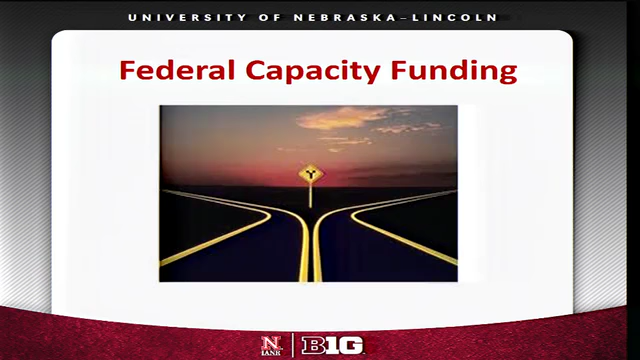 UNIVERSITY OF NEBRASKA–LINCOLN
Federal Capacity Funding
N
IANR
B1G